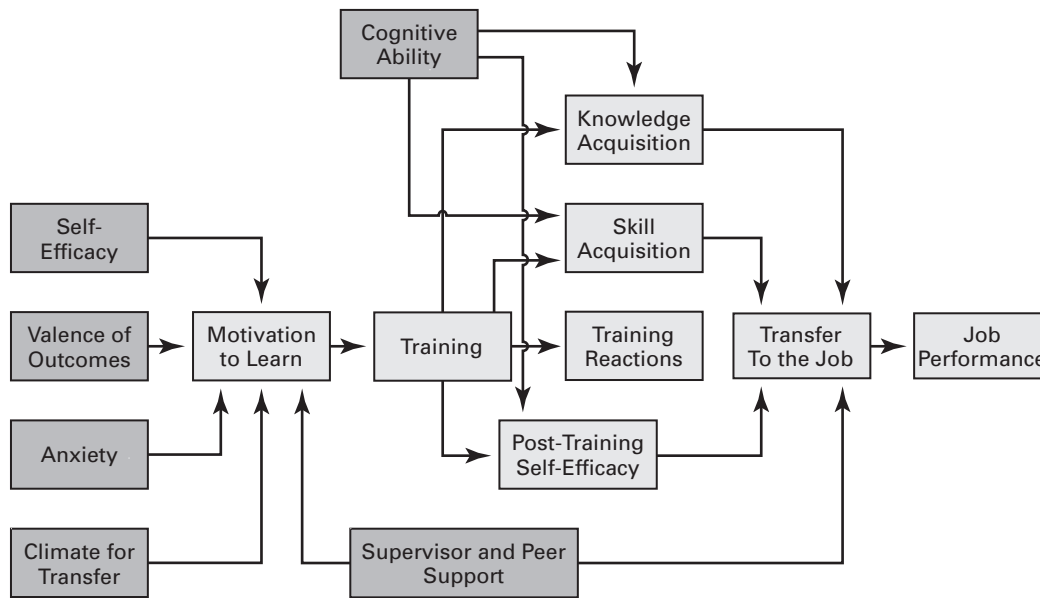 Cognitive
Ability
Knowledge
Acquisition
Self-
Efficacy
Skill
Acquisition
Valence of
Outcomes
Motivation
to Learn
Training
Training
Reactions
Transfer
To the Job
Job
Performance
Anxiety
Post-Training
Self-Efficacy
Climate for
Transfer
Supervisor and Peer
Support